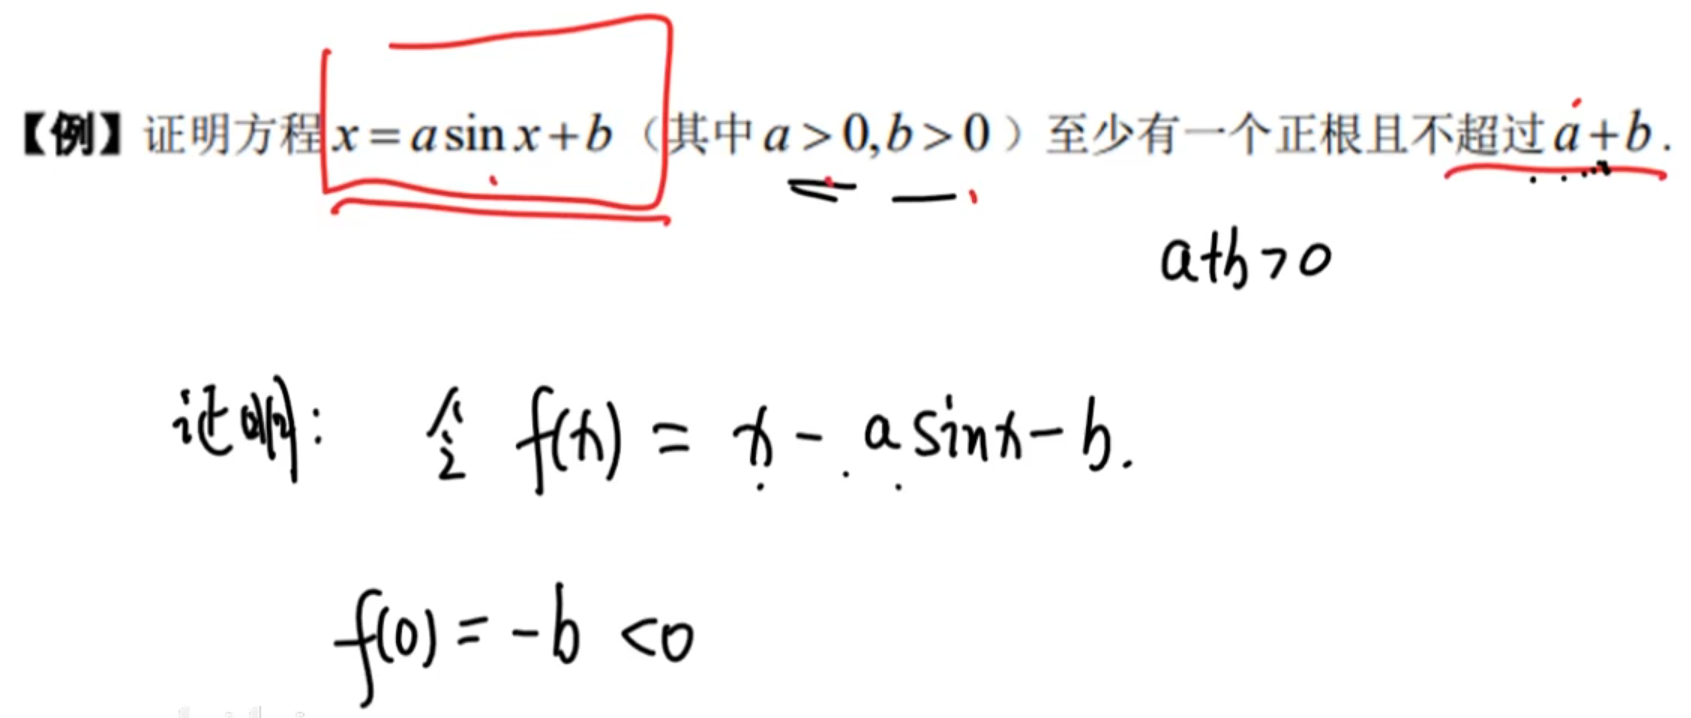 【例】证明方程 x = a sin x + b （其中 a > 0, b > 0 ）至少有一个正根且不超过 a + b .
a+b>0
证明: 令 f(x) = x - a sinx - b.
f(0) = -b <0